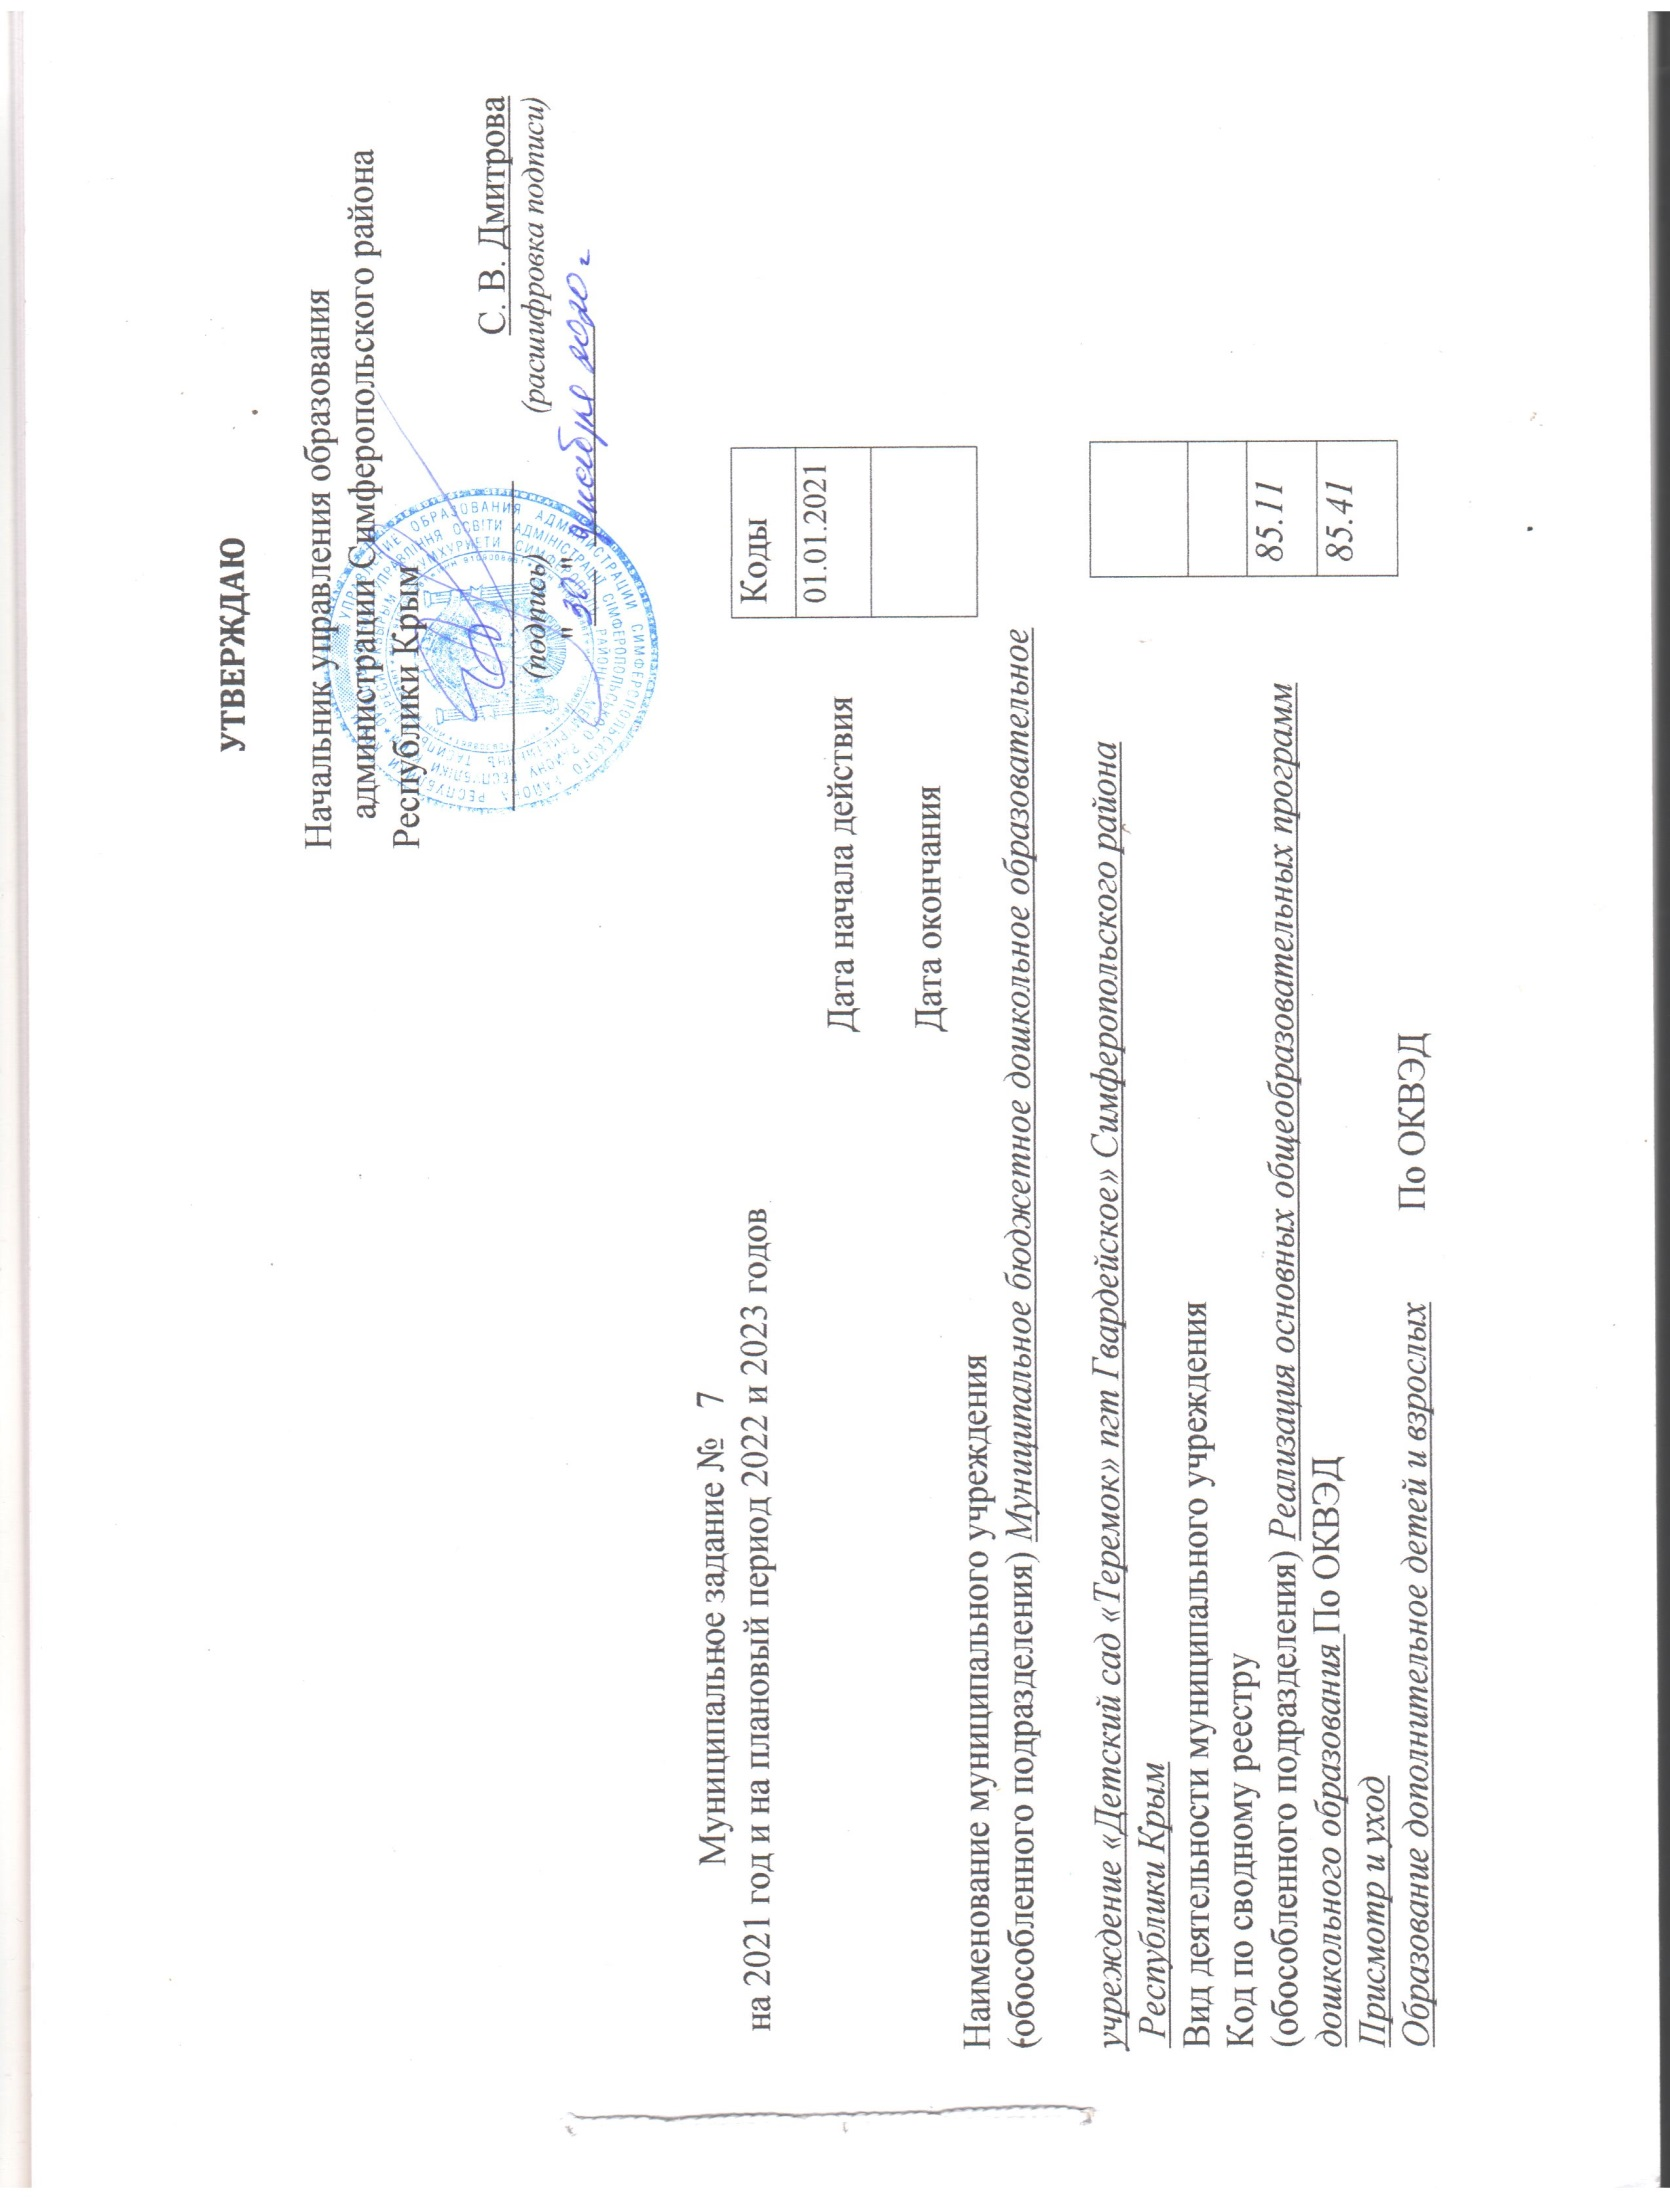 УТВЕРЖДАЮ
Начальник управления образования
администрации Симферопольского района
Республики Крым
С. В. Дмитрова
(подпись) (расшифровка подписи)
" 30 " декабря 2020 г
Муниципальное задание № 7
на 2021 год и на плановый период 2022 и 2023 годов
Коды
Дата начала действия 01.01.2021
Дата окончания
Наименование муниципального учреждения
(обособленного подразделения) Муниципальное бюджетное дошкольное образовательное
учреждение «Детский сад «Теремок» пгт Гвардейское» Симферопольского района
Республики Крым
Вид деятельности муниципального учреждения
Код по сводному реестру
(обособленного подразделения) Реализация основных общеобразовательных программ
дошкольного образования По ОКВЭД 85.11
Присмотр и уход 85.41
Образование дополнительное детей и взрослых По ОКВЭД